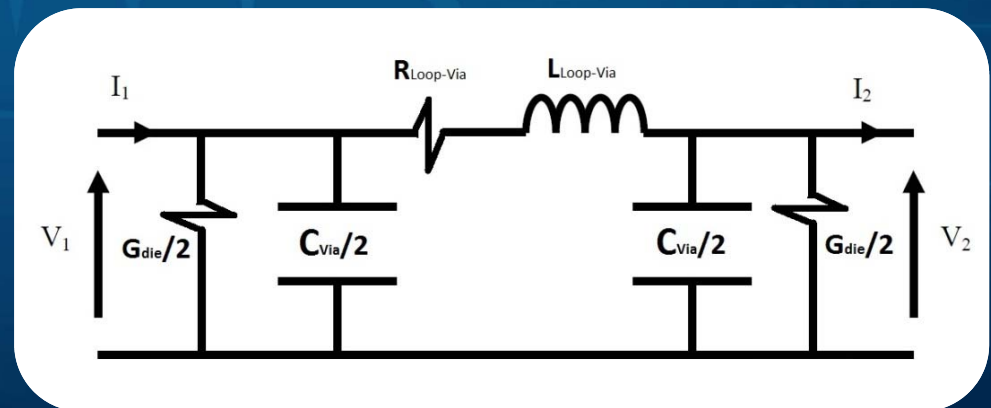 RLoop-Via
LLoop-Via
I1
I2
V1
Gdie/2
CVia/2
CVia/2
Gdie/2
V2